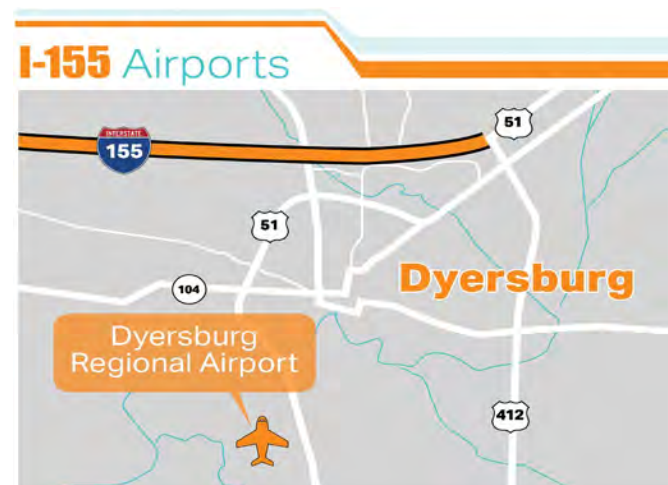 I-155 Airports
INTERSTATE
155
51
51
104
Dyersburg
Dyersburg
Regional Airport
412